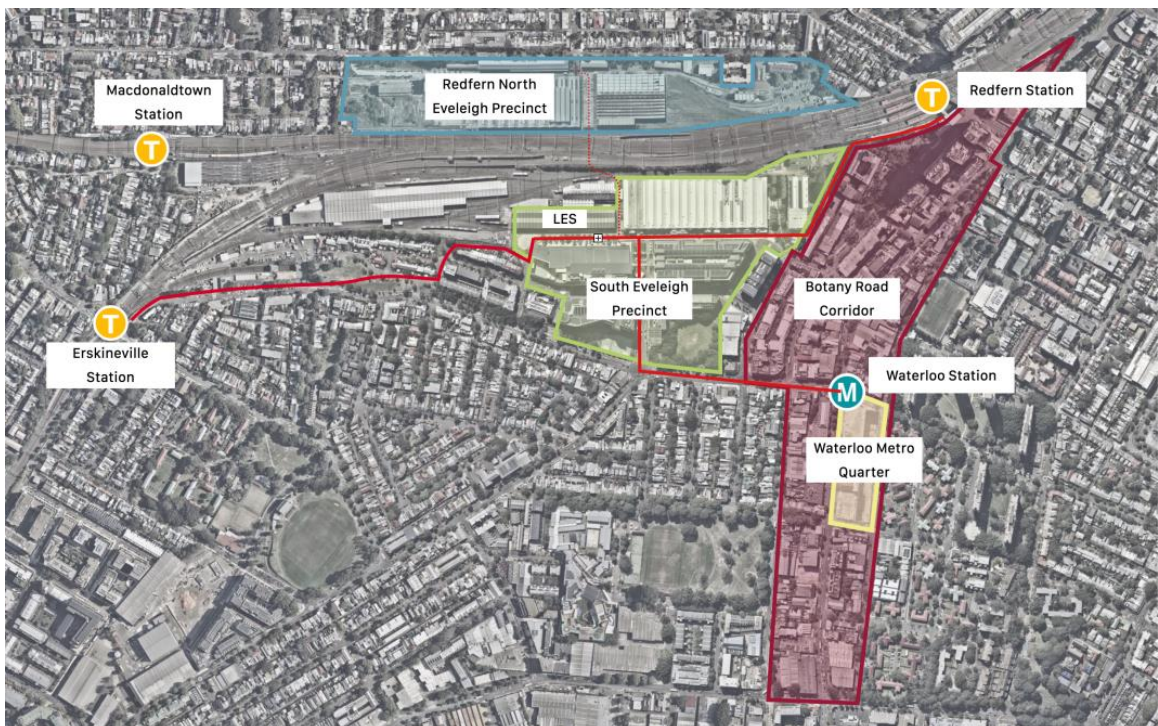 Redfern North
Eveleigh Precinct
Macdonaldtown
Station
T
T
Redfern Station
LES
South Eveleigh
Precinct
Botany Road
Corridor
T
Erskineville
Station
M
Waterloo Station
Waterloo Metro
Quarter